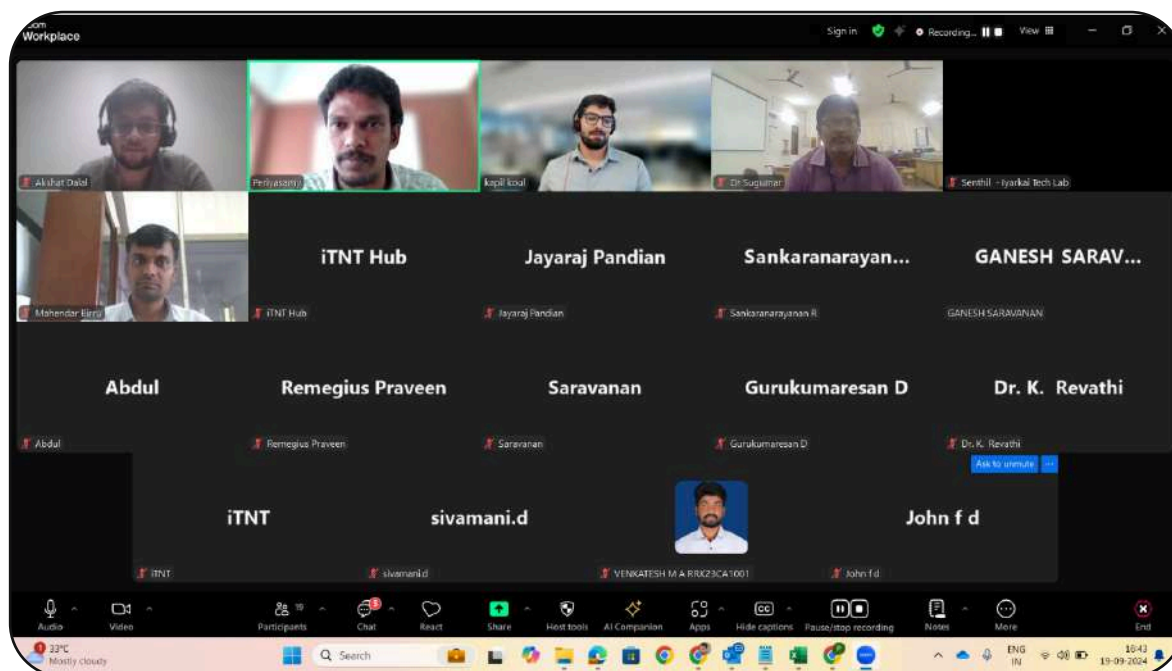 Workplace
Sign in
Recording...
View
Akshat Dalal
Periyasamy
kapil koul
Dr Sugumar
Senthil - Iyarkai Tech Lab
Mahendar Birru
iTNT Hub
iTNT Hub
Jayaraj Pandian
Jayaraj Pandian
Sankaranarayan...
Sankaranarayanan R
GANESH SARAV...
GANESH SARAVANAN
Abdul
Abdul
Remegius Praveen
Remegius Praveen
Saravanan
Saravanan
Gurukumaresan D
Gurukumaresan D
Dr. K. Revathi
Dr. K. Revathi
Ask to unmute
iTNT
iTNT
sivamani.d
sivamani.d
VENKATESH M A RRK23CA1001
John f d
John f d
Audio
Video
19
Participants
3
Chat
React
Share
Host tools
AI Companion
Apps
CC
Hide captions
Pause/stop recording
Notes
More
End
33°C
Mostly cloudy
Search
ENG
IN
19-09-2024